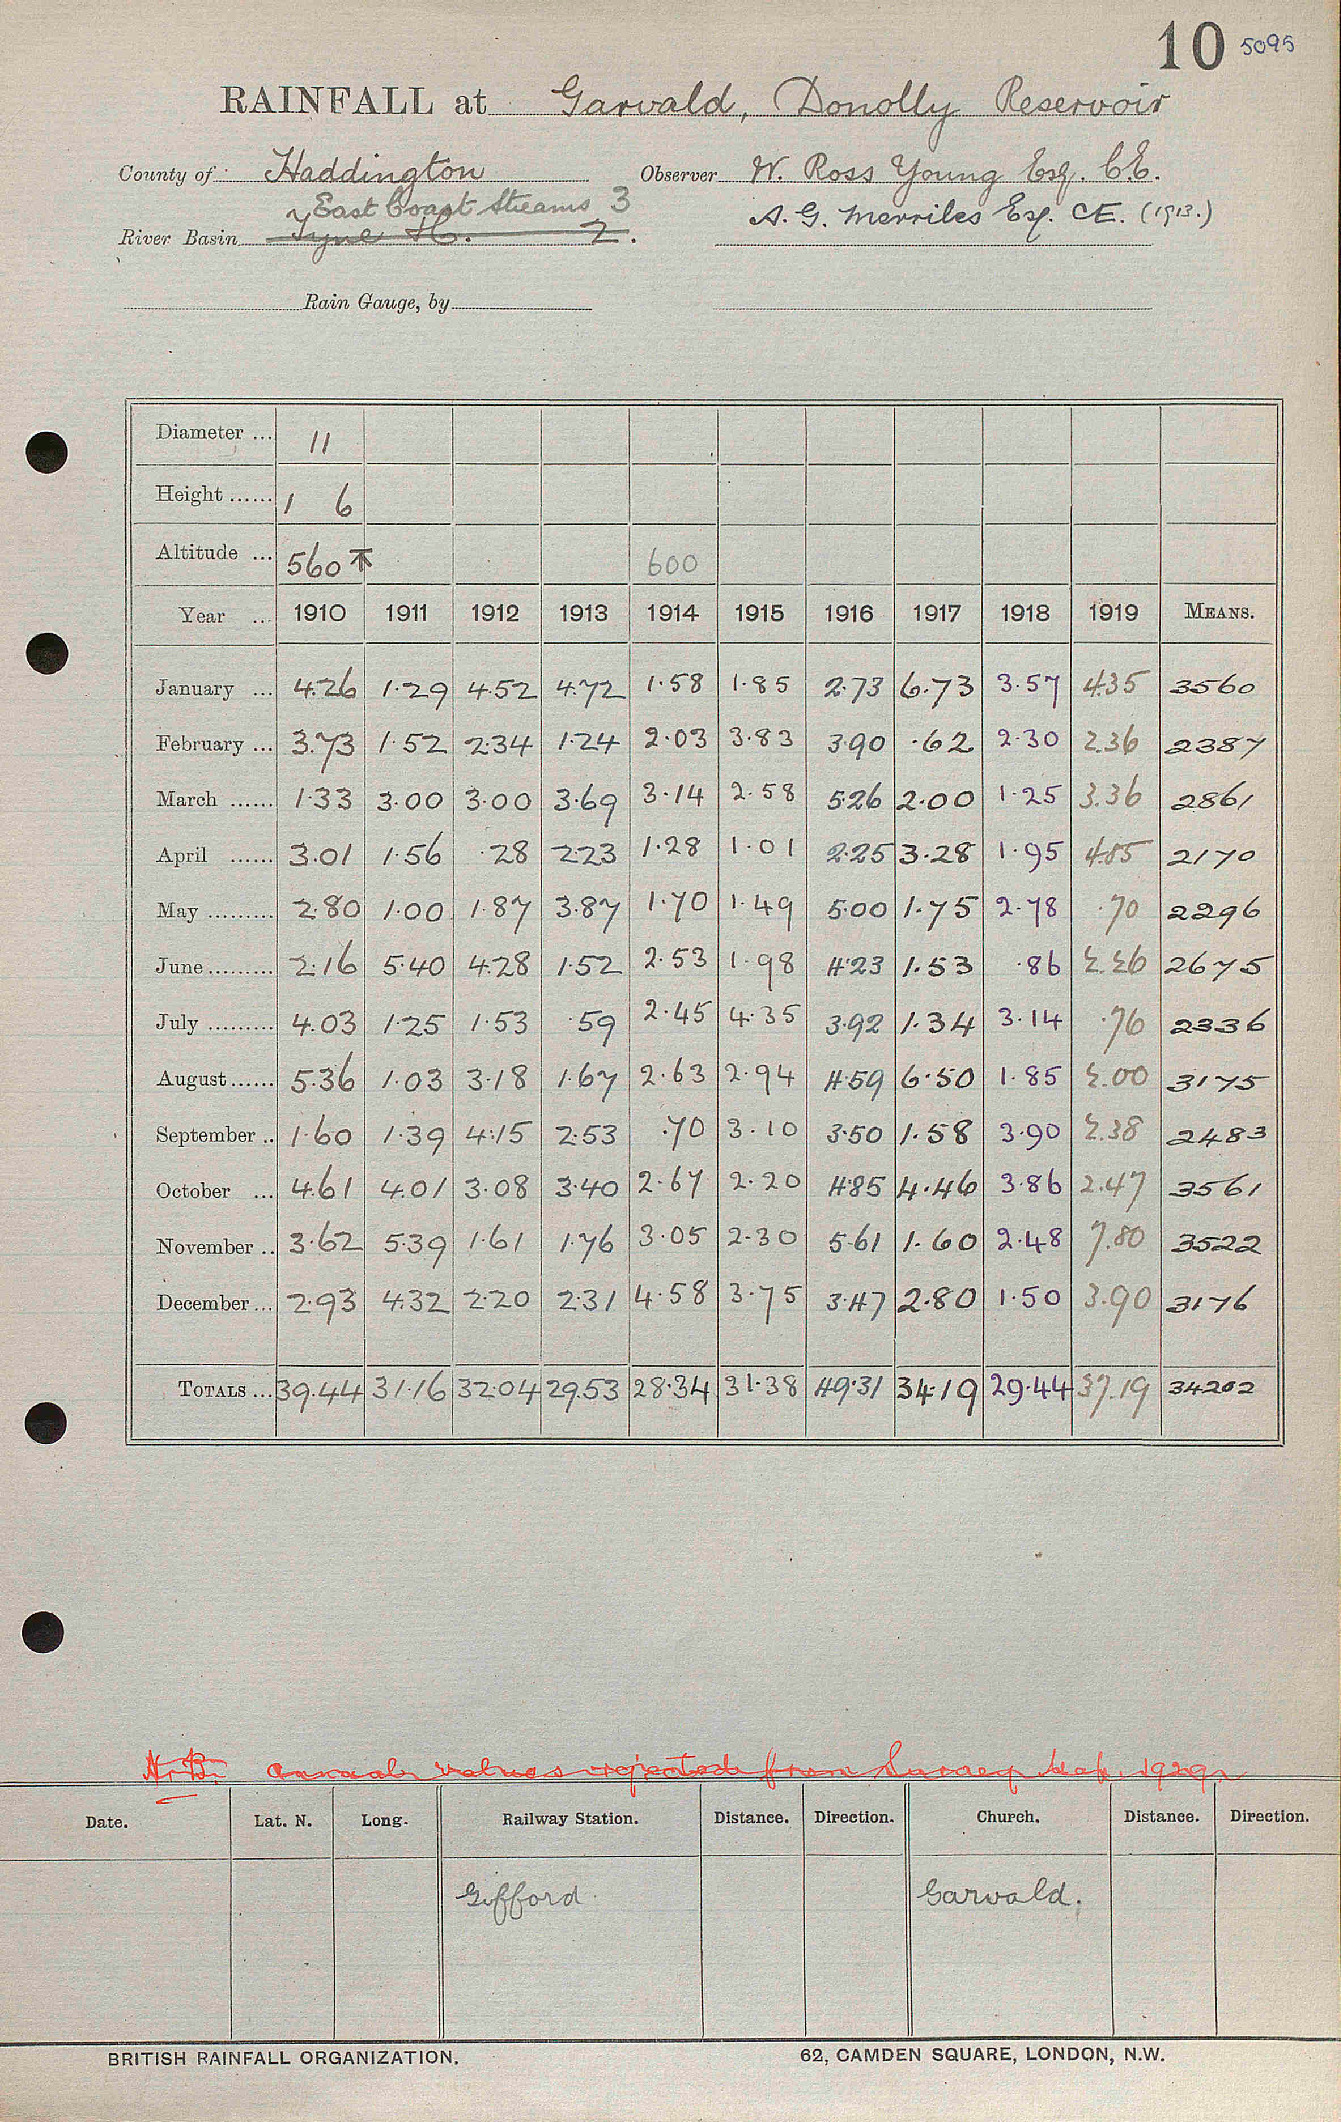 10 5095
RAINFALL at Garvald, Donolly Reservoir
County of Haddington Observer W. Ross Young Esq. C.E.
East Coast Streams 3 A. G. Merriles Esq. CE. (1913.)
River Basin Tyne &c. 2.
Rain Gauge, by
Diameter ... 11
Height ...... 1 6
Altitude ... 560 600
Year ... 1910 1911 1912 1913 1914 1915 1916 1917 1918 1919 MEANS.
January ... 4.26 1.29 4.52 4.72 1.58 1.85 2.73 6.73 3.57 4.35 3560
February ... 3.73 1.52 2.34 1.24 2.03 3.83 3.90 .62 2.30 2.36 2387
March ...... 1.33 3.00 3.00 3.69 3.14 2.58 5.26 2.00 1.25 3.36 2861
April ...... 3.01 1.56 .28 2.23 1.28 1.01 2.25 3.28 1.95 4.85 2170
May ......... 2.80 1.00 1.87 3.87 1.70 1.49 5.00 1.75 2.78 .70 2296
June ......... 2.16 5.40 4.28 1.52 2.53 1.98 4.23 1.53 .86 2.26 2675
July ......... 4.03 1.25 1.53 .59 2.45 4.35 3.92 1.34 3.14 .76 2336
August ...... 5.36 1.03 3.18 1.67 2.63 2.94 4.59 6.50 1.85 2.00 3175
September .. 1.60 1.39 4.15 2.53 .70 3.10 3.50 1.58 3.90 2.38 2483
October ... 4.61 4.01 3.08 3.40 2.67 2.20 4.85 4.46 3.86 2.47 3561
November .. 3.62 5.39 1.61 1.76 3.05 2.30 5.61 1.60 2.48 7.80 3522
December ... 2.93 4.32 2.20 2.31 4.58 3.75 3.47 2.80 1.50 3.90 3176
TOTALS ... 39.44 31.16 32.04 29.53 28.34 31.38 49.31 34.19 29.44 37.19 34202
N.B. Annual values rejected from Survey 1929
Date. Lat. N. Long. Railway Station. Distance. Direction. Church. Distance. Direction.
Gifford. Garvald.
BRITISH RAINFALL ORGANIZATION. 62, CAMDEN SQUARE, LONDON, N.W.